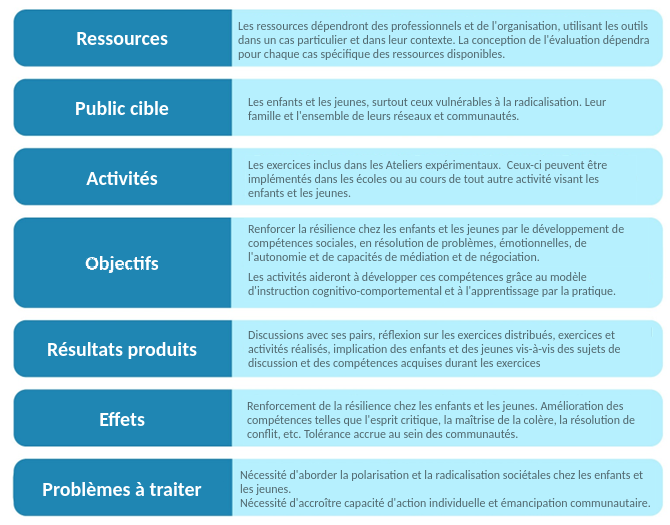 Ressources
Les ressources dépendront des professionnels et de l'organisation, utilisant les outils
dans un cas particulier et dans leur contexte. La conception de l'évaluation dépendra
pour chaque cas spécifique des ressources disponibles.
Public cible
Les enfants et les jeunes, surtout ceux vulnérables à la radicalisation. Leur
famille et l'ensemble de leurs réseaux et communautés.
Activités
Les exercices inclus dans les Ateliers expérimentaux.  Ceux-ci peuvent être
implémentés dans les écoles ou au cours de tout autre activité visant les
enfants et les jeunes.
Objectifs
Renforcer la résilience chez les enfants et les jeunes par le développement de
compétences sociales, en résolution de problèmes, émotionnelles, de
l'autonomie et de capacités de médiation et de négociation.
Les activités aideront à développer ces compétences grâce au modèle
d'instruction cognitivo-comportemental et à l'apprentissage par la pratique.
Résultats produits
Discussions avec ses pairs, réflexion sur les exercices distribués, exercices et
activités réalisés, implication des enfants et des jeunes vis-à-vis des sujets de
discussion et des compétences acquises durant les exercices
Effets
Renforcement de la résilience chez les enfants et les jeunes. Amélioration des
compétences telles que l'esprit critique, la maîtrise de la colère, la résolution de
conflit, etc. Tolérance accrue au sein des communautés.
Problèmes à traiter
Nécessité d'aborder la polarisation et la radicalisation sociétales chez les enfants et
les jeunes.
Nécessité d'accroître capacité d'action individuelle et émancipation communautaire.